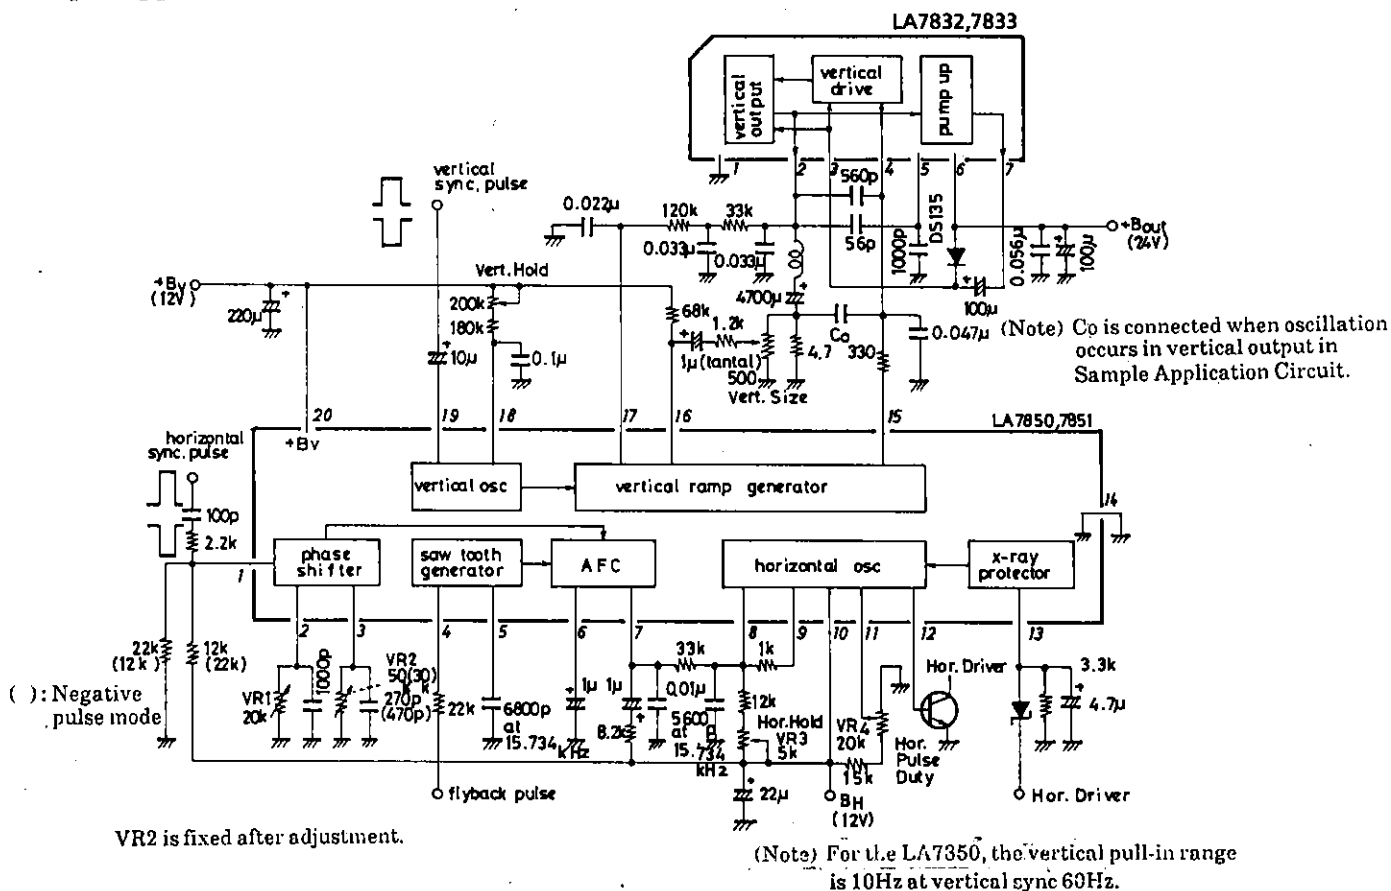 LA7832,7833
vertical output
vertical drive
pump up
1 2 3 4 5 6 7
vertical
sync. pulse
0.022μ
120k
33k
560p
56p
0.033μ
0.033μ
1000p
DS135
0.056μ
100μ
+Bout
(24V)
Vert. Hold
+Bv
(12V)
220μ
200k
180k
10μ
0.1μ
68k
1.2k
1μ(tantal)
500
Vert. Size
4700μ
4.7
Co
330
0.047μ
100μ
(Note) Co is connected when oscillation
occurs in vertical output in
Sample Application Circuit.
20 19 18 17 16 15
LA7850,7851
+Bv
horizontal
sync. pulse
100p
2.2k
vertical osc
vertical ramp generator
14
1
phase
shifter
saw tooth
generator
AFC
horizontal osc
x-ray
protector
2 3 4 5 6 7 8 9 10 11 12 13
22k
(12k)
12k
(22k)
( ): Negative
pulse mode
VR1
20k
1000p
VR2
50(30)
k k
270p
(470p)
22k
6800p
at
15.734
kHz
1μ
1μ
8.2k
33k
0.01μ
5600
p
at
15.734
kHz
1k
12k
Hor.Hold
VR3
5k
VR4
20k
15k
Hor. Driver
Hor.
Pulse
Duty
3.3k
4.7μ
flyback pulse
22μ
BH
(12V)
Hor. Driver
VR2 is fixed after adjustment.
(Note) For the LA7350, the vertical pull-in range
is 10Hz at vertical sync 60Hz.